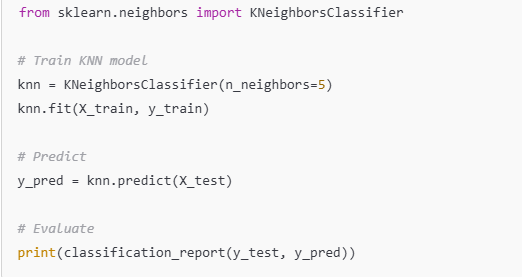 from sklearn.neighbors import KNeighborsClassifier
# Train KNN model
knn = KNeighborsClassifier(n_neighbors=5)
knn.fit(X_train, y_train)
# Predict
y_pred = knn.predict(X_test)
# Evaluate
print(classification_report(y_test, y_pred))